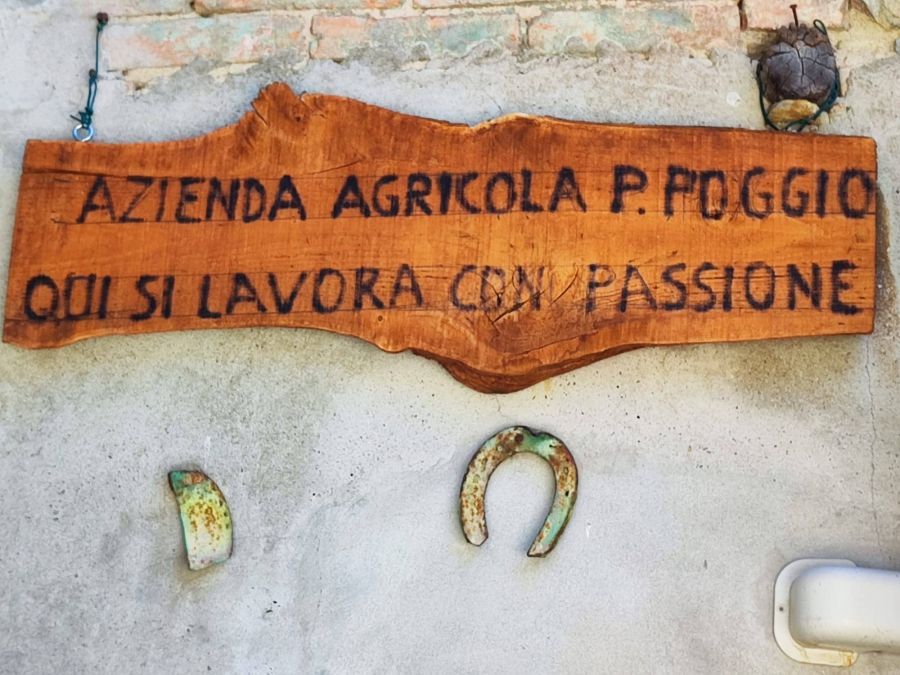 AZIENDA AGRICOLA P. POGGIO
QUI SI LAVORA CON PASSIONE